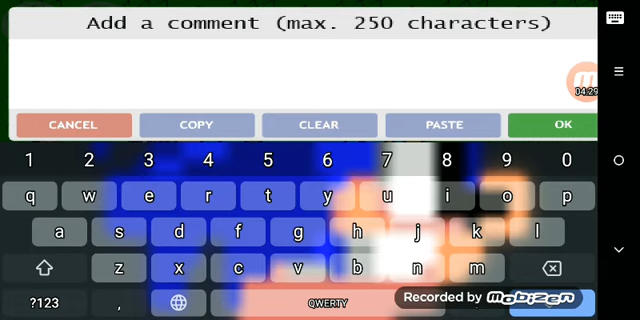 Add a comment (max. 250 characters)
04:29
CANCEL COPY CLEAR PASTE OK
1 2 3 4 5 6 7 8 9 0
q w e r t y u i o p
a s d f g h j k l
z x c v b n m
?123 , QWERTY
Recorded by Mobizen